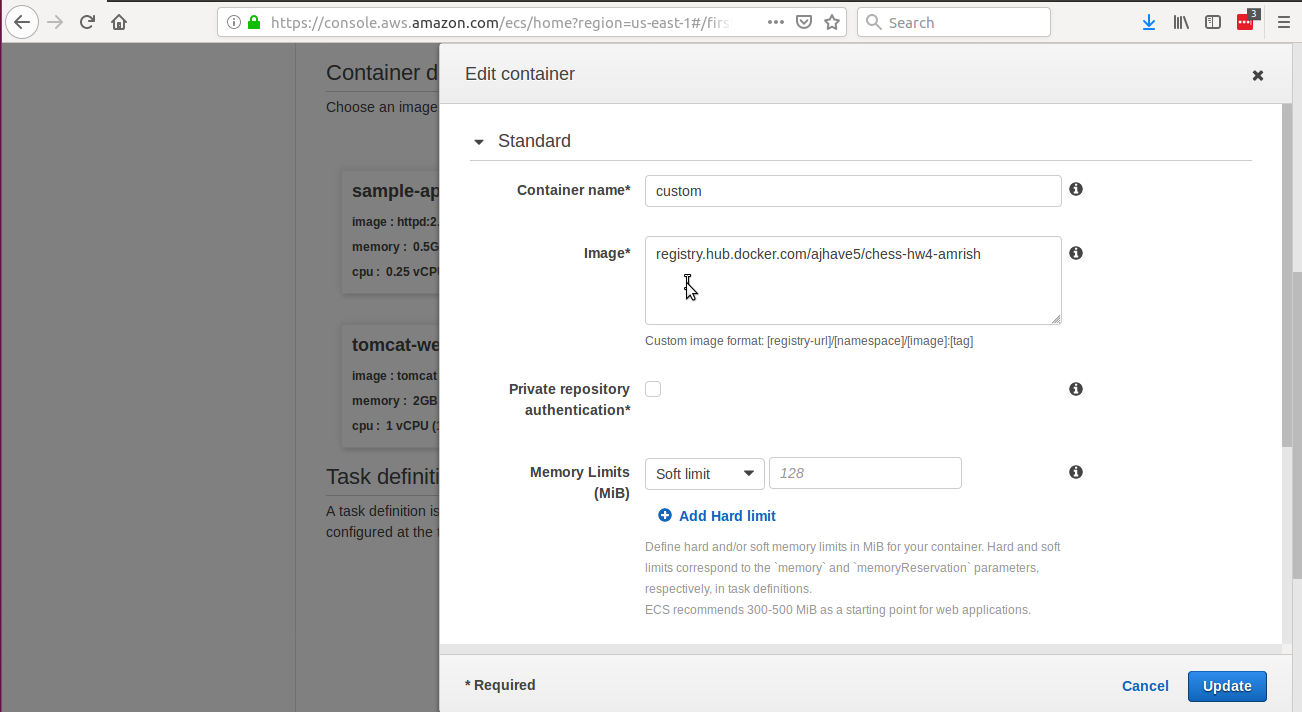 https://console.aws.amazon.com/ecs/home?region=us-east-1#/firs
Search
3
Container d
Choose an image
sample-ap
image : httpd:2.
memory : 0.5G
cpu : 0.25 vCPU
tomcat-we
image : tomcat
memory : 2GB
cpu : 1 vCPU (1
Task definiti
A task definition is
configured at the t
Edit container
Standard
Container name*
custom
Image*
registry.hub.docker.com/ajhave5/chess-hw4-amrish
Custom image format: [registry-url]/[namespace]/[image]:[tag]
Private repository
authentication*
Memory Limits
(MiB)
Soft limit
128
Add Hard limit
Define hard and/or soft memory limits in MiB for your container. Hard and soft
limits correspond to the `memory` and `memoryReservation` parameters,
respectively, in task definitions.
ECS recommends 300-500 MiB as a starting point for web applications.
* Required
Cancel
Update